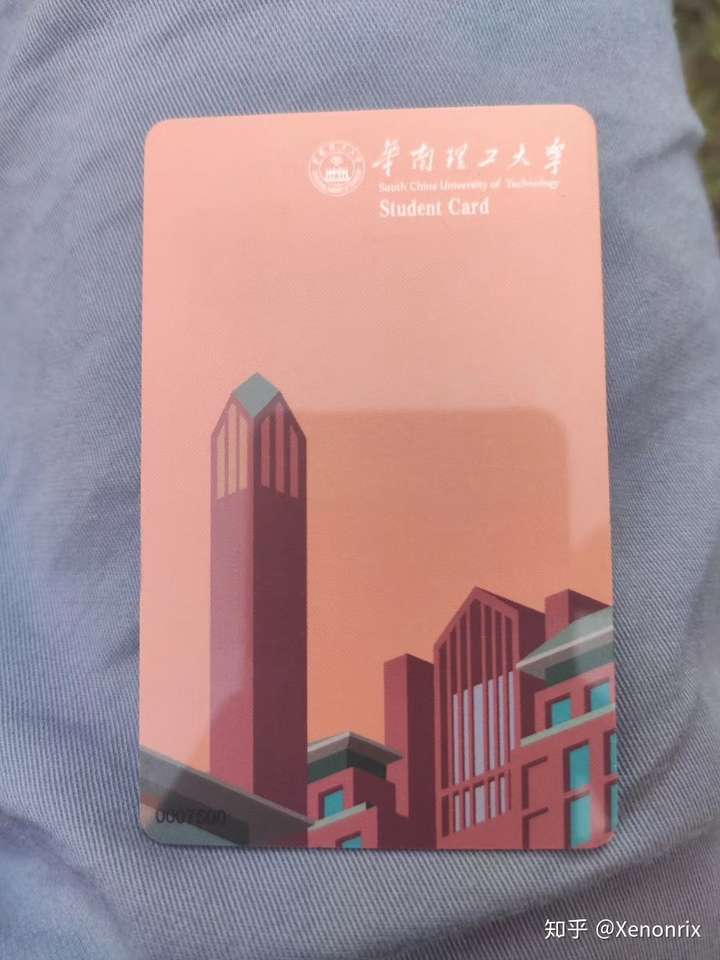 华南理工大学
South China University of Technology
Student Card
0007500
知乎 @Xenonrix